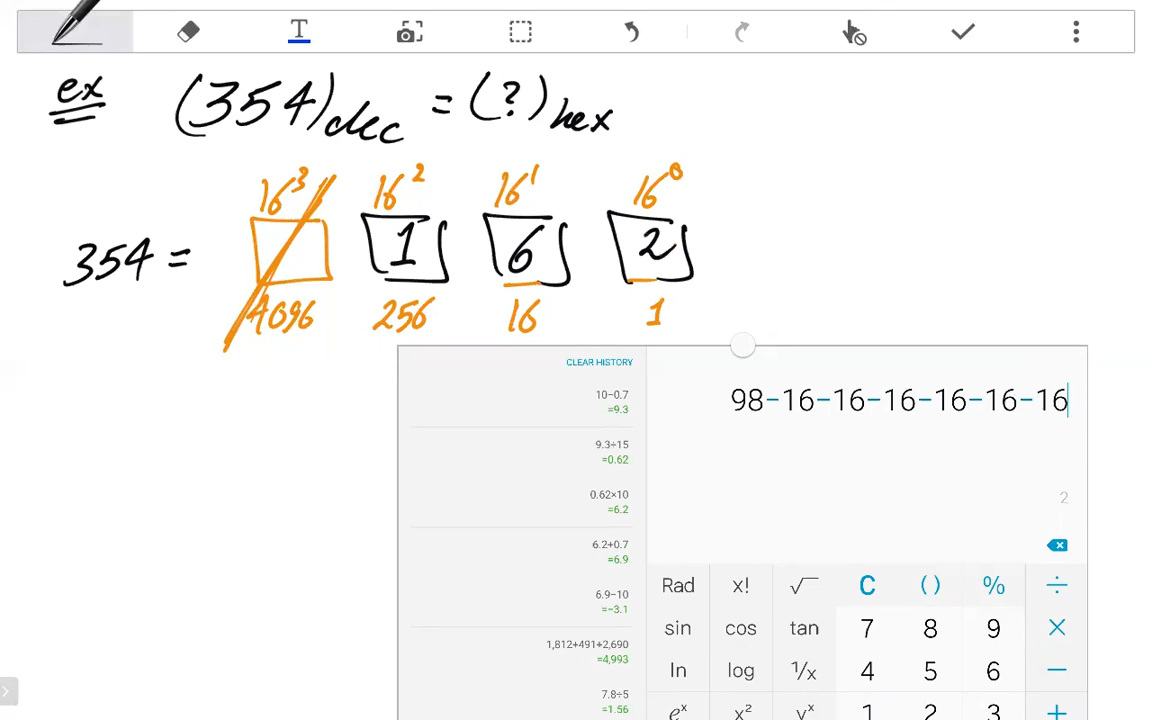 T
ex (354)dec = (?)hex
16³ 16² 16¹ 16⁰
354 = 1 6 2
4096 256 16 1
CLEAR HISTORY
10−0.7
=9.3
9.3÷15
=0.62
0.62×10
=6.2
6.2+0.7
=6.9
6.9−10
=−3.1
1,812+491+2,690
=4,993
7.8÷5
=1.56
98−16−16−16−16−16−16
2
Rad x! √ C () % ÷
sin cos tan 7 8 9 ×
ln log 1/x 4 5 6 −
eˣ x² yˣ 1 2 3 +